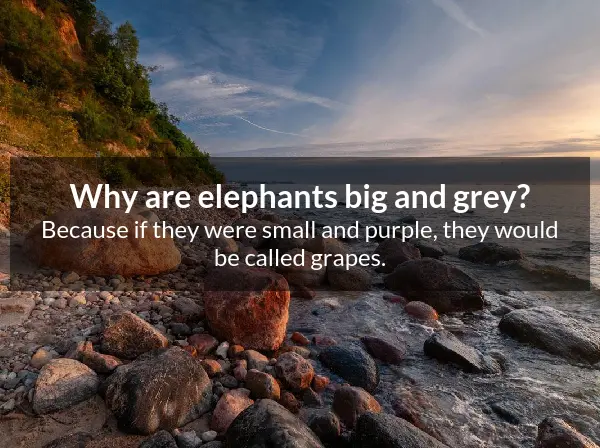 Why are elephants big and grey?
Because if they were small and purple, they would
be called grapes.